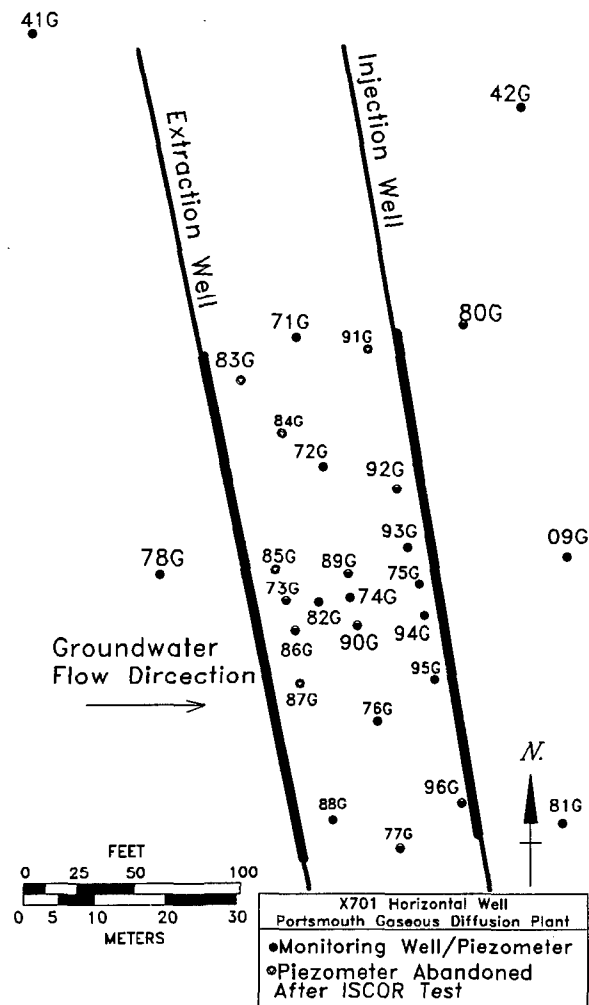 41G
42G
Extraction Well
Injection Well
71G
91G
80G
83G
84G
72G
92G
93G
09G
78G
85G
89G
75G
73G
74G
82G
94G
86G
90G
Groundwater
Flow Dircection
87G
95G
76G
N.
96G
88G
81G
77G
FEET
0 25 50 100
0 5 10 20 30
METERS
X701 Horizontal Well
Portsmouth Gaseous Diffusion Plant
Monitoring Well/Piezometer
Piezometer Abandoned
After ISCOR Test